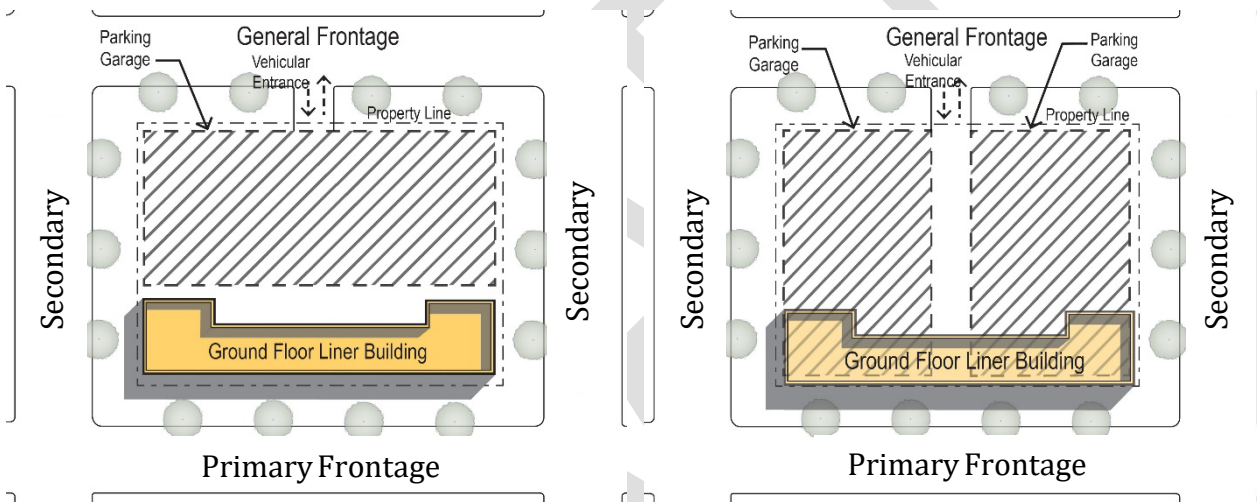 Parking
Garage
General Frontage
Vehicular
Entrance
Property Line
Secondary
Secondary
Ground Floor Liner Building
Primary Frontage
Parking
Garage
General Frontage
Vehicular
Entrance
Parking
Garage
Property Line
Secondary
Secondary
Ground Floor Liner Building
Primary Frontage